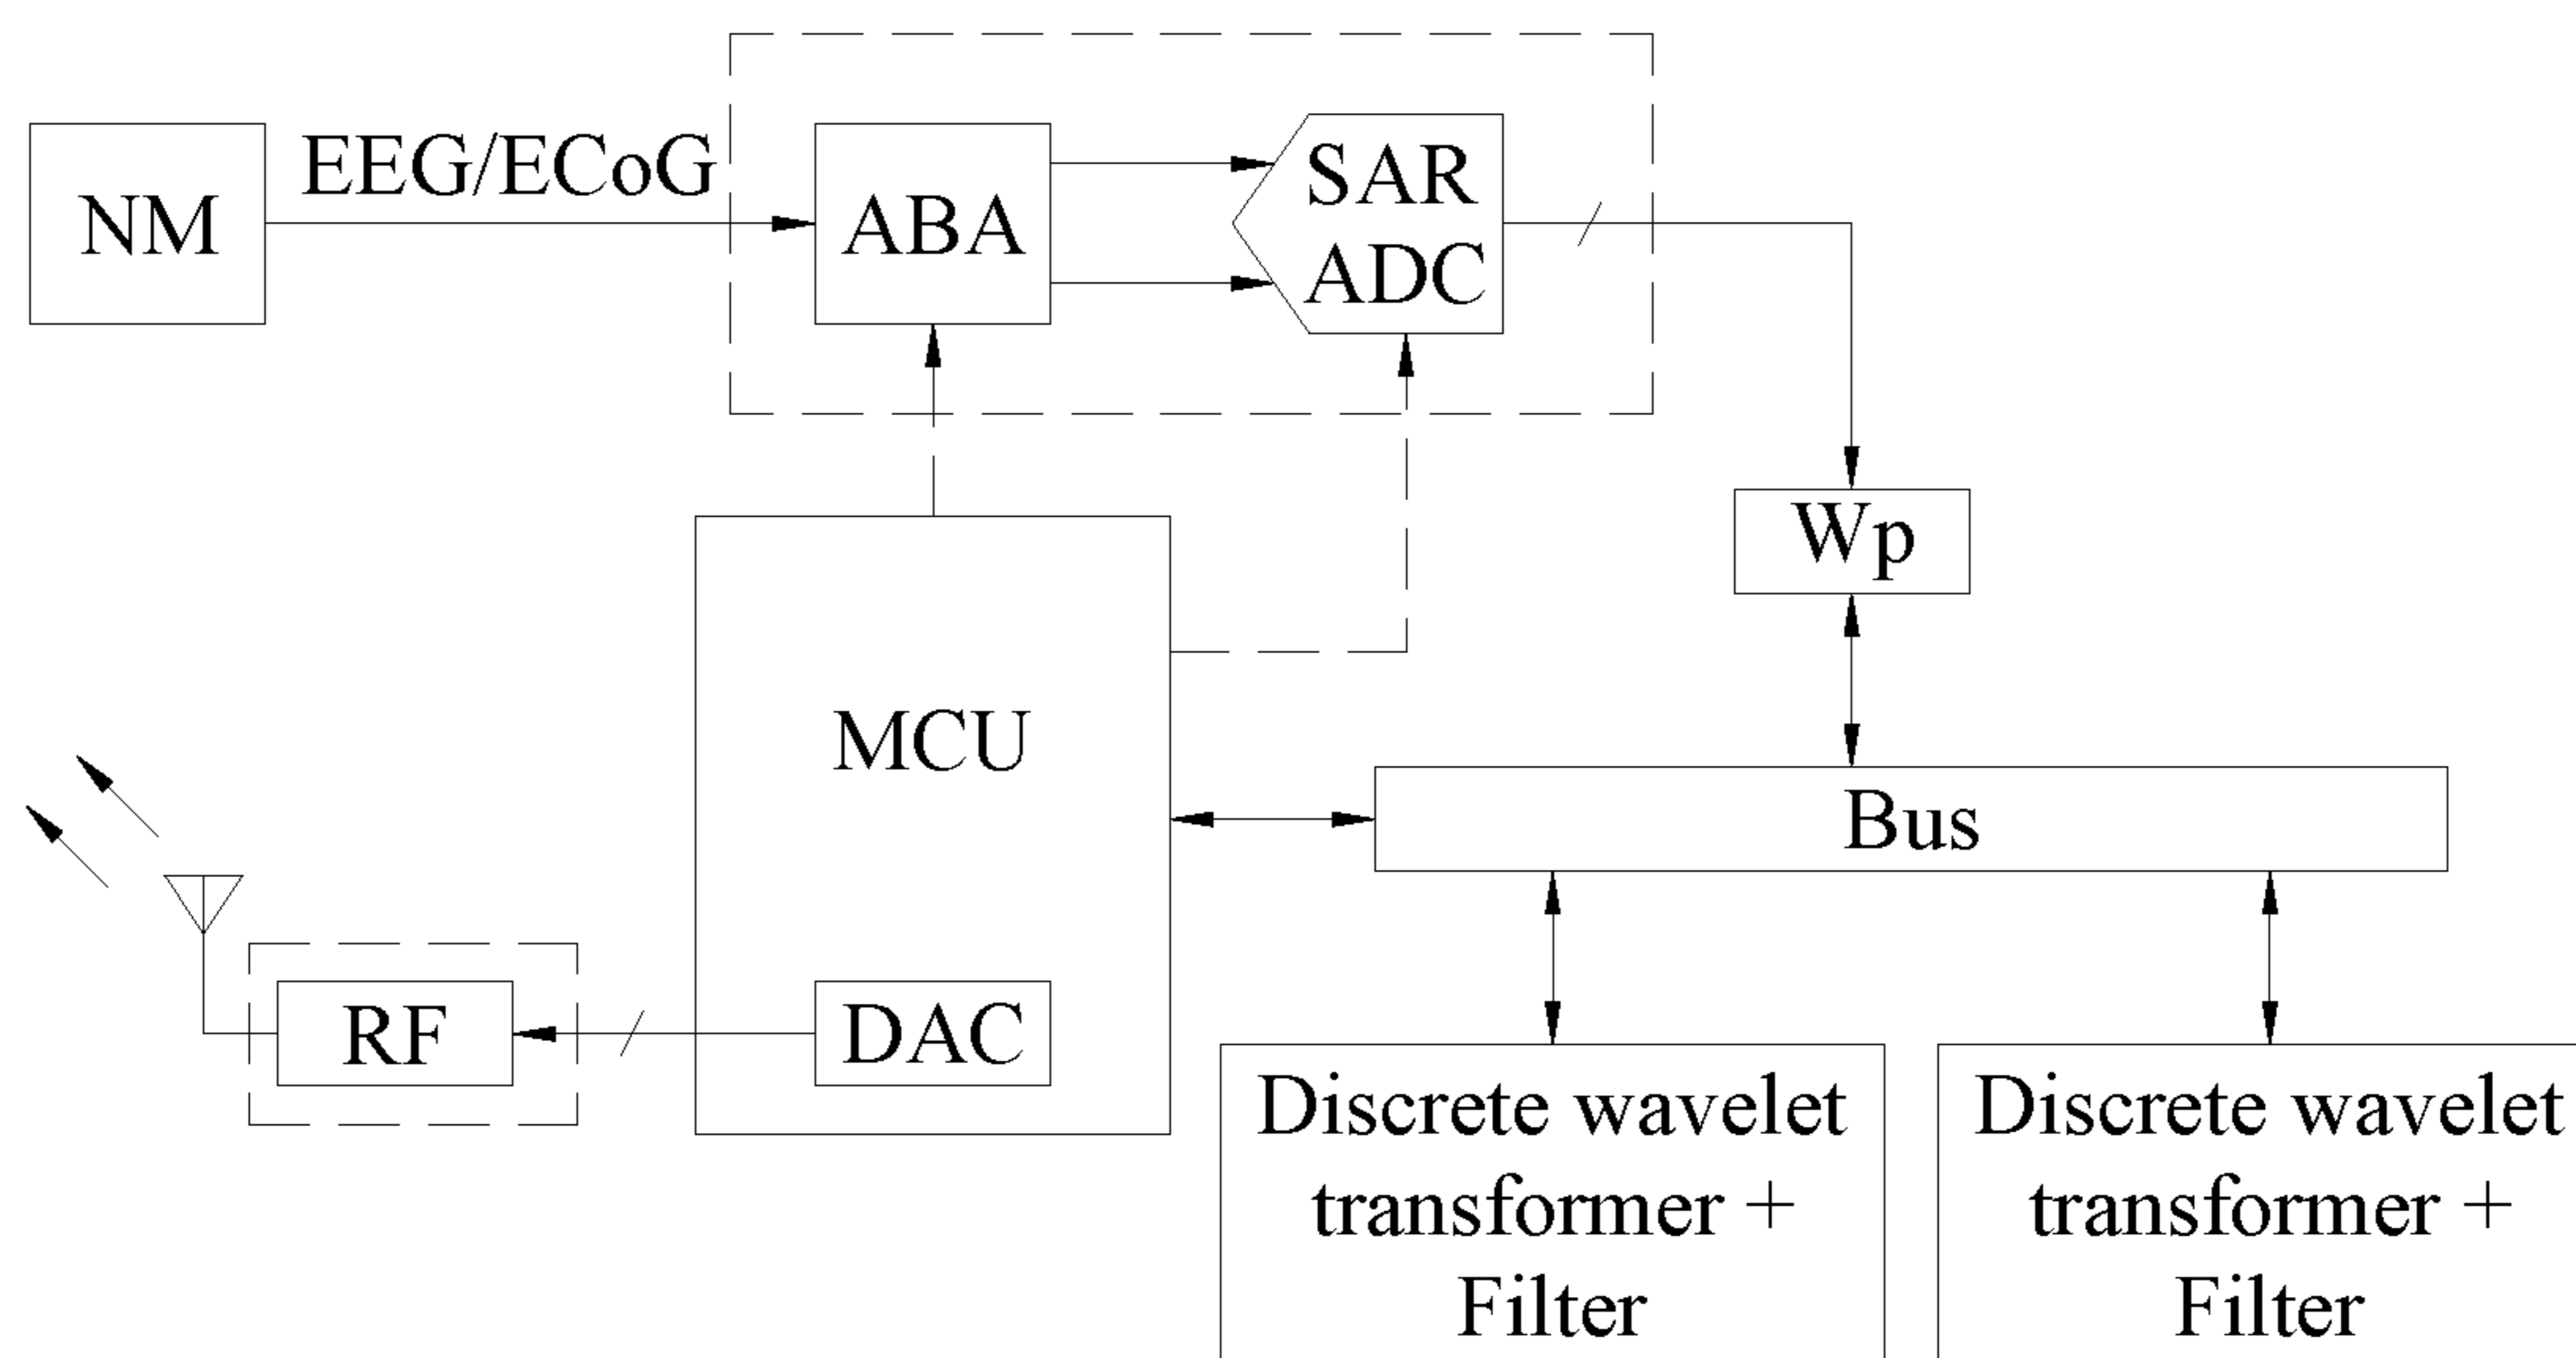 NM
EEG/ECoG
ABA
SAR
ADC
Wp
MCU
Bus
RF
DAC
Discrete wavelet
transformer +
Filter
Discrete wavelet
transformer +
Filter